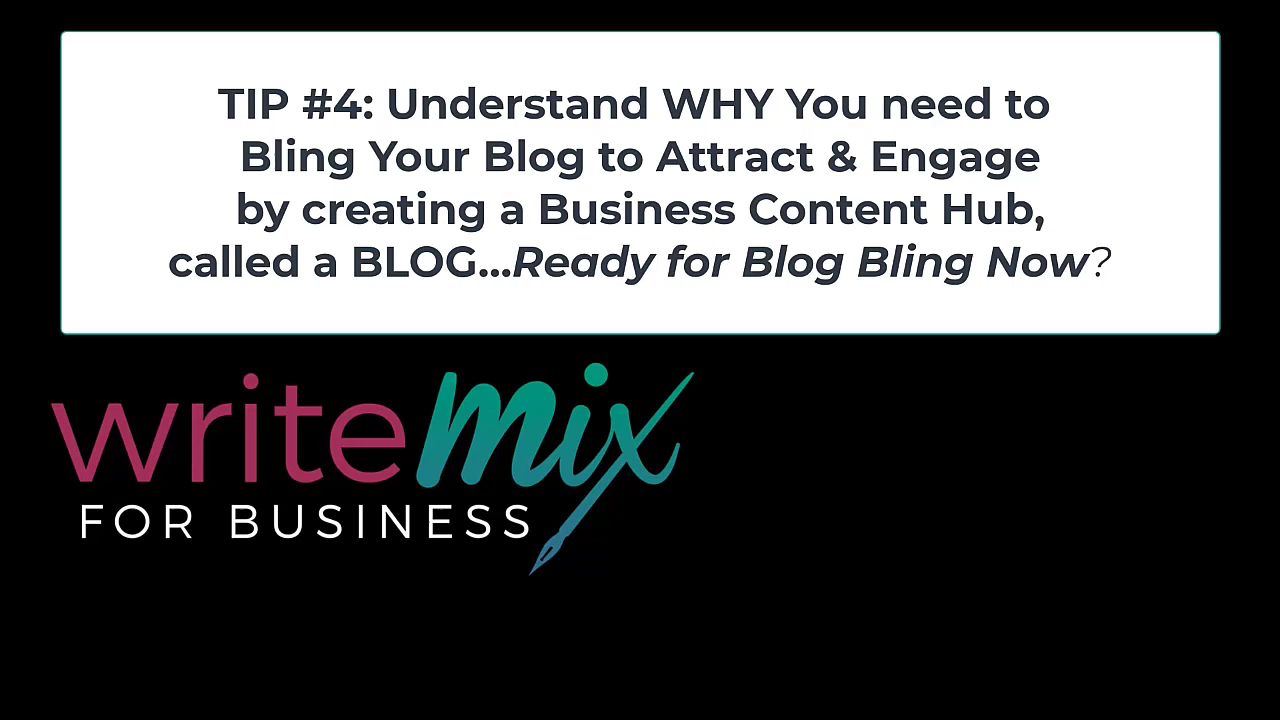 TIP #4: Understand WHY You need to
Bling Your Blog to Attract & Engage
by creating a Business Content Hub,
called a BLOG...Ready for Blog Bling Now?
writemix
FOR BUSINESS